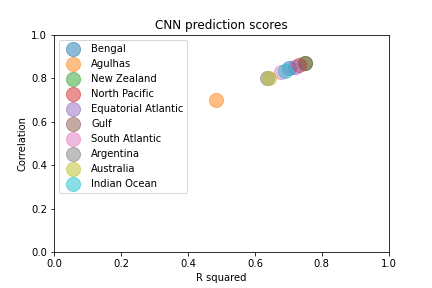 CNN prediction scores
1.0
0.8
0.6
0.4
0.2
0.0
Correlation
Bengal
Agulhas
New Zealand
North Pacific
Equatorial Atlantic
Gulf
South Atlantic
Argentina
Australia
Indian Ocean
0.0 0.2 0.4 0.6 0.8 1.0
R squared